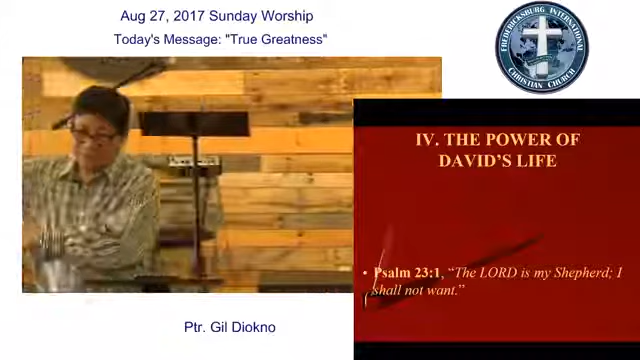 Aug 27, 2017 Sunday Worship
Today's Message: "True Greatness"
FREDERICKSBURG INTERNATIONAL
CHRISTIAN CHURCH
IV. THE POWER OF
DAVID'S LIFE
• Psalm 23:1, "The LORD is my Shepherd; I
shall not want."
Ptr. Gil Diokno